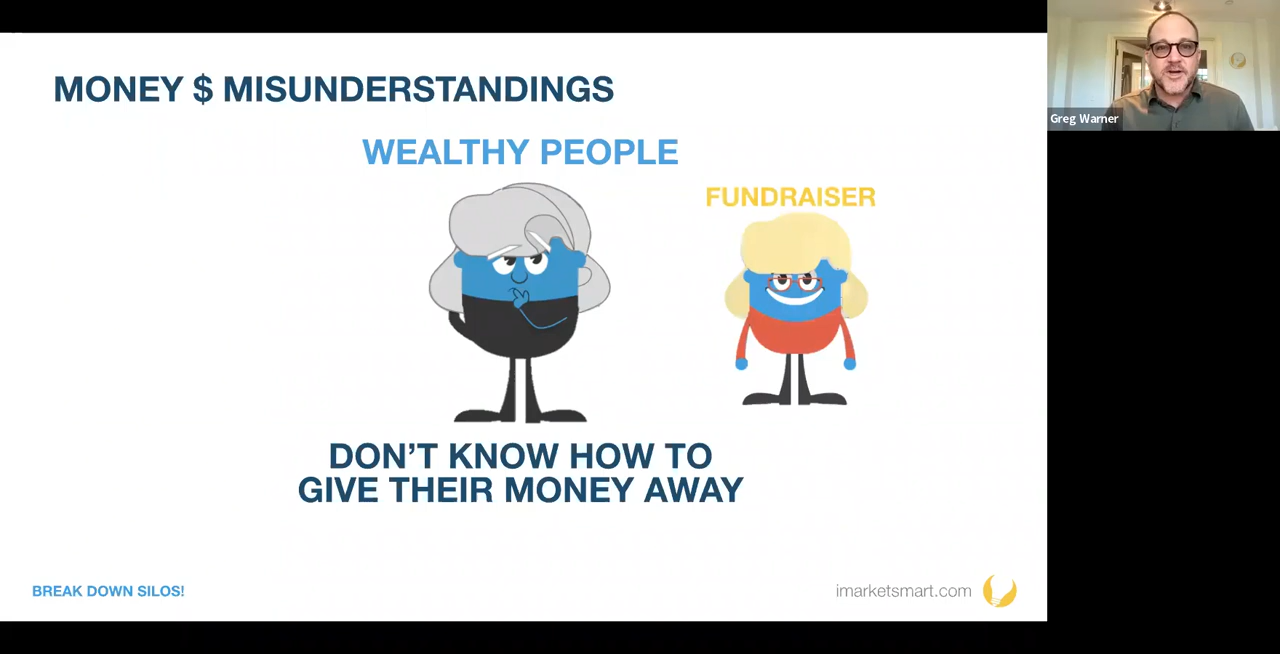 MONEY $ MISUNDERSTANDINGS
WEALTHY PEOPLE
FUNDRAISER
DON’T KNOW HOW TO
GIVE THEIR MONEY AWAY
BREAK DOWN SILOS!
imarketsmart.com
Greg Warner